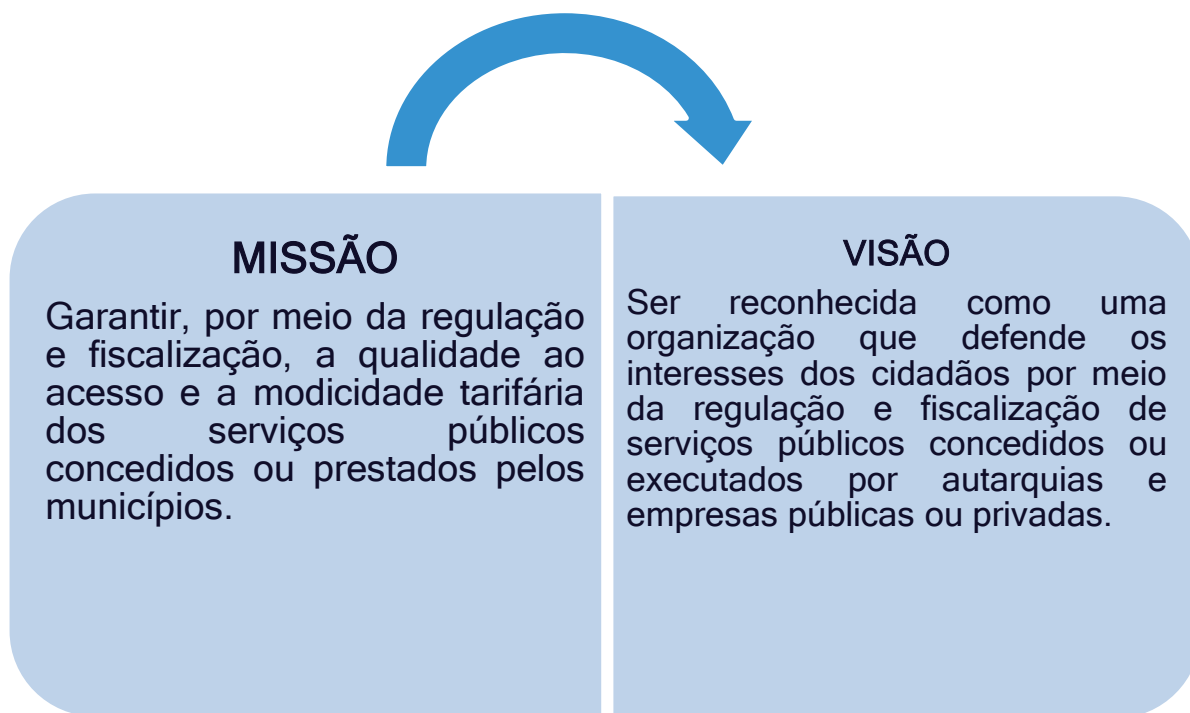 MISSÃO
Garantir, por meio da regulação
e fiscalização, a qualidade ao
acesso e a modicidade tarifária
dos serviços públicos
concedidos ou prestados pelos
municípios.
VISÃO
Ser reconhecida como uma
organização que defende os
interesses dos cidadãos por meio
da regulação e fiscalização de
serviços públicos concedidos ou
executados por autarquias e
empresas públicas ou privadas.